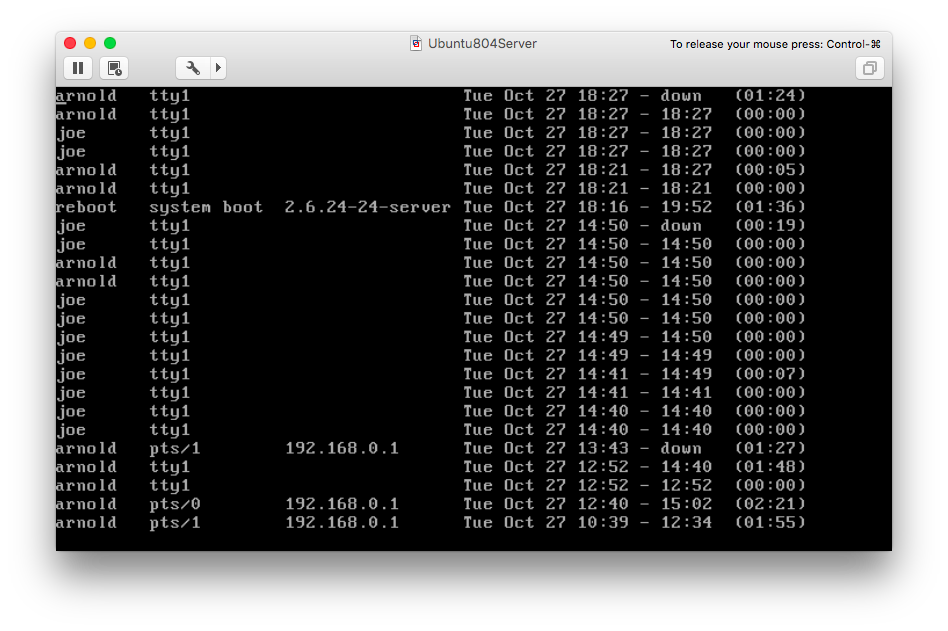 Ubuntu804Server To release your mouse press: Control-⌘
arnold tty1 Tue Oct 27 18:27 - down (01:24)
arnold tty1 Tue Oct 27 18:27 - 18:27 (00:00)
joe tty1 Tue Oct 27 18:27 - 18:27 (00:00)
joe tty1 Tue Oct 27 18:27 - 18:27 (00:00)
arnold tty1 Tue Oct 27 18:21 - 18:27 (00:05)
arnold tty1 Tue Oct 27 18:21 - 18:21 (00:00)
reboot system boot 2.6.24-24-server Tue Oct 27 18:16 - 19:52 (01:36)
joe tty1 Tue Oct 27 14:50 - down (00:19)
joe tty1 Tue Oct 27 14:50 - 14:50 (00:00)
arnold tty1 Tue Oct 27 14:50 - 14:50 (00:00)
arnold tty1 Tue Oct 27 14:50 - 14:50 (00:00)
joe tty1 Tue Oct 27 14:50 - 14:50 (00:00)
joe tty1 Tue Oct 27 14:50 - 14:50 (00:00)
joe tty1 Tue Oct 27 14:49 - 14:50 (00:00)
joe tty1 Tue Oct 27 14:49 - 14:49 (00:00)
joe tty1 Tue Oct 27 14:41 - 14:49 (00:07)
joe tty1 Tue Oct 27 14:41 - 14:41 (00:00)
joe tty1 Tue Oct 27 14:40 - 14:40 (00:00)
joe tty1 Tue Oct 27 14:40 - 14:40 (00:00)
arnold pts/1 192.168.0.1 Tue Oct 27 13:43 - down (01:27)
arnold tty1 Tue Oct 27 12:52 - 14:40 (01:48)
arnold tty1 Tue Oct 27 12:52 - 12:52 (00:00)
arnold pts/0 192.168.0.1 Tue Oct 27 12:40 - 15:02 (02:21)
arnold pts/1 192.168.0.1 Tue Oct 27 10:39 - 12:34 (01:55)